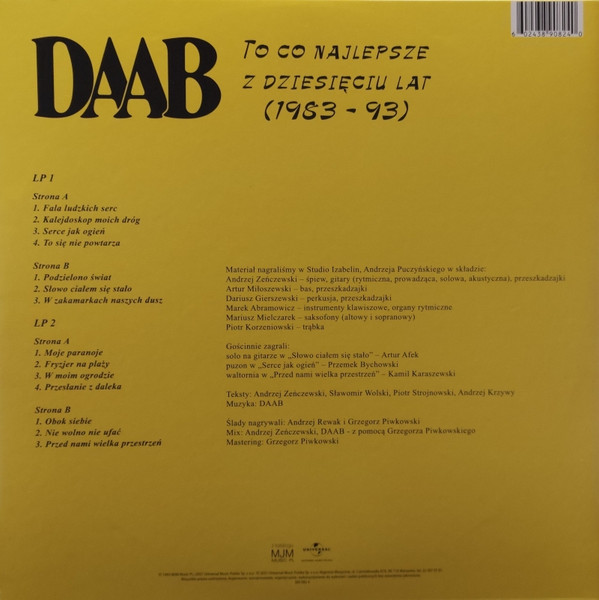 DAAB
TO CO NAJLEPSZE
Z DZIESIĘCIU LAT
(1983 - 93)
LP 1
Strona A
1. Fala ludzkich serc
2. Kalejdoskop moich dróg
3. Serce jak ogień
4. To się nie powtarza
Strona B
1. Podzielono świat
2. Słowo ciałem się stało
3. W zakamarkach naszych dusz
LP 2
Strona A
1. Moje paranoje
2. Fryzjer na plaży
3. W moim ogrodzie
4. Przesłanie z daleka
Strona B
1. Obok siebie
2. Nie wolno nie ufać
3. Przed nami wielka przestrzeń
Materiał nagraliśmy w Studio Izabelin, Andrzeja Puczyńskiego w składzie:
Andrzej Zeńczewski – śpiew, gitary (rytmiczna, prowadząca, solowa, akustyczna), przeszkadzajki
Artur Miłoszewski – bas, przeszkadzajki
Dariusz Gierszewski – perkusja, przeszkadzajki
Marek Abramowicz – instrumenty klawiszowe, organy rytmiczne
Mariusz Mielczarek – saksofony (altowy i sopranowy)
Piotr Korzeniowski – trąbka
Gościnnie zagrali:
solo na gitarze w „Słowo ciałem się stało” – Artur Afek
puzon w „Serce jak ogień” – Przemek Bychowski
waltornia w „Przed nami wielka przestrzeń” – Kamil Karaszewski
Teksty: Andrzej Zeńczewski, Sławomir Wolski, Piotr Strojnowski, Andrzej Krzywy
Muzyka: DAAB
Ślady nagrywali: Andrzej Rewak i Grzegorz Piwkowski
Mix: Andrzej Zeńczewski, DAAB – z pomocą Grzegorza Piwkowskiego
Mastering: Grzegorz Piwkowski
MJM
MUSIC PL
UNIVERSAL